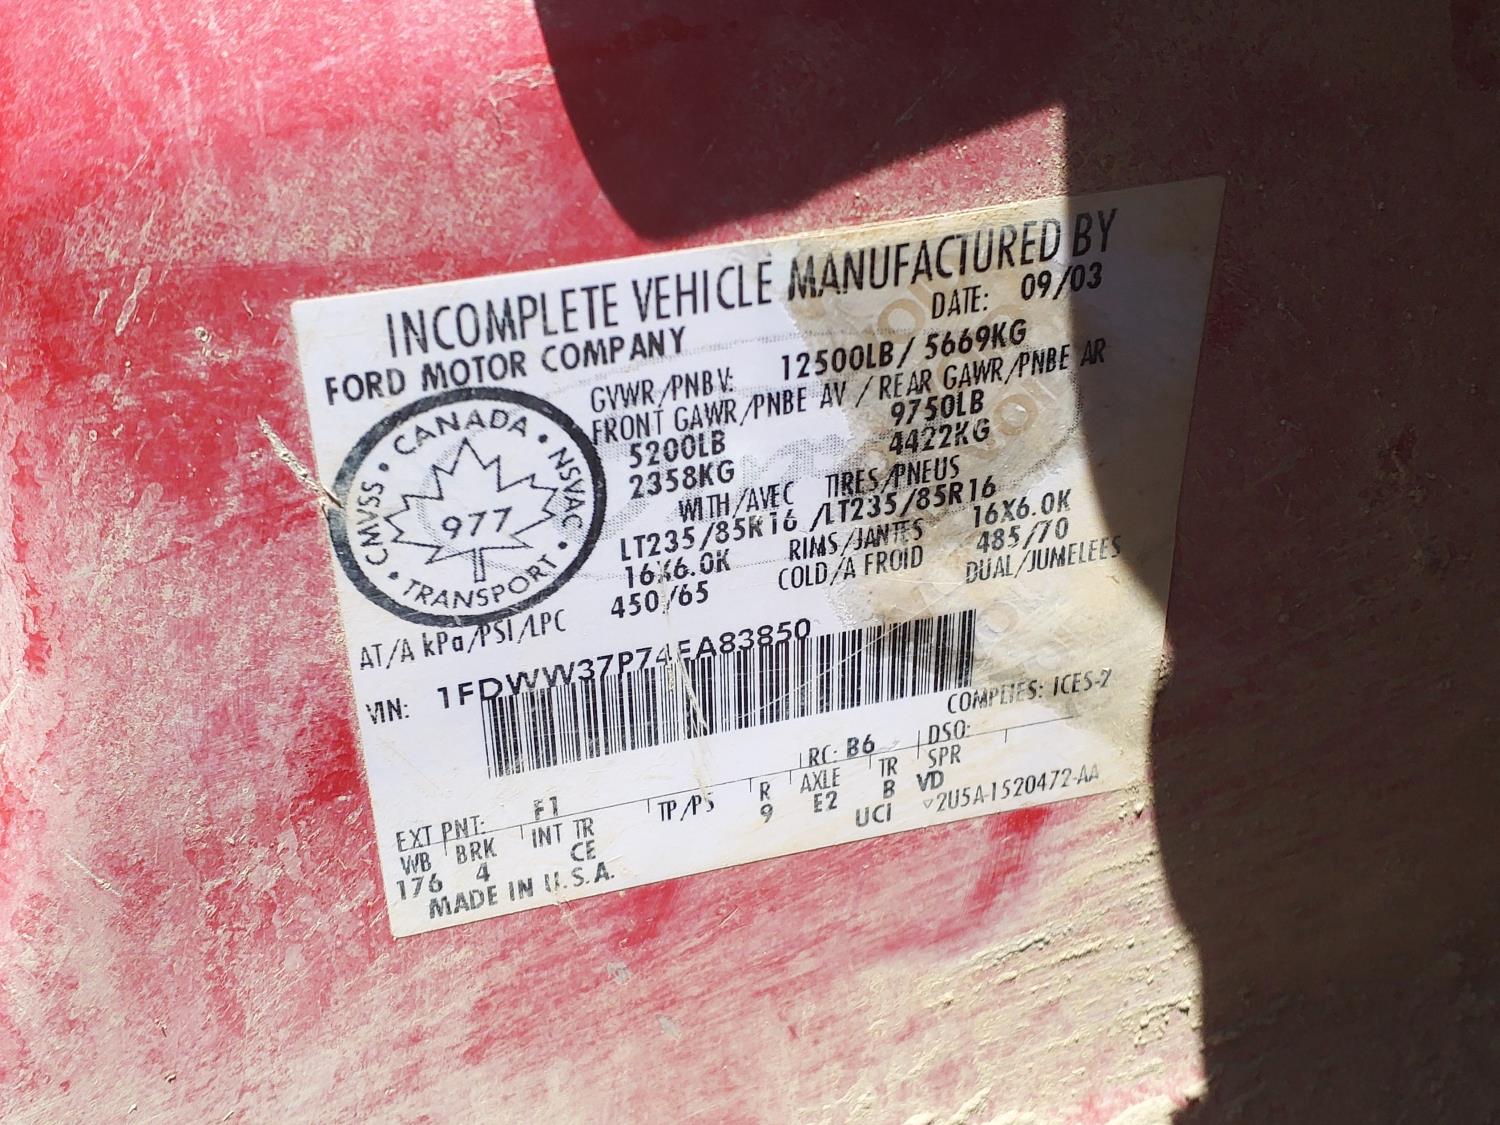 INCOMPLETE VEHICLE MANUFACTURED BY
FORD MOTOR COMPANY
DATE: 09/03
GVWR/PNBV: 12500LB/ 5669KG
FRONT GAWR/PNBE AV / REAR GAWR/PNBE AR
5200LB 9750LB
2358KG 4422KG
WITH/AVEC TIRES/PNEUS
LT235/85R16 /LT235/85R16
16X6.0K RIMS/JANTES 16X6.0K
450/65 COLD/A FROID 485/70
AT/A kPa/PSI/LPC DUAL/JUMELEES
CMVSS • CANADA • NSVAC • TRANSPORT •
977
VIN: 1FDWW37P74EA83850
COMPLIES: ICES-2
EXT PNT: F1 RC: B6 DSO:
WB BRK INT TR TP/PS R AXLE TR SPR
176 4 CE 9 E2 B VD
MADE IN U.S.A. UCI ▽2U5A-1520472-AA